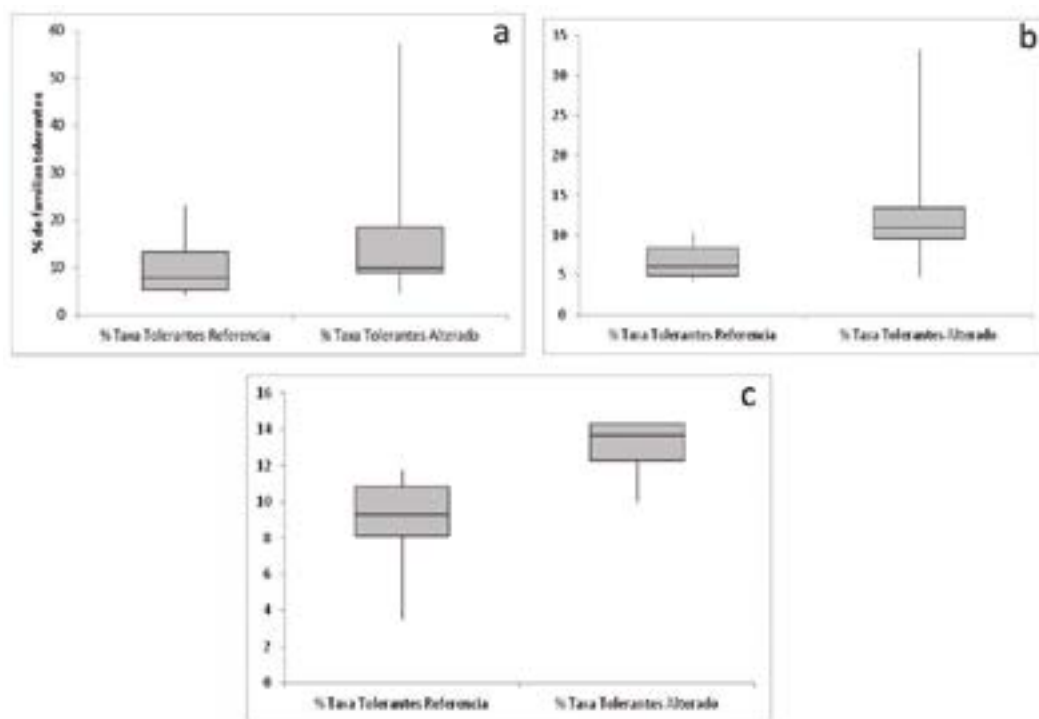 a
60
50
40
30
20
10
0
% de familias tolerantes
% Taxa Tolerantes Referencia
% Taxa Tolerantes Alterado
b
35
30
25
20
15
10
5
0
% Taxa Tolerantes Referencia
% Taxa Tolerantes Alterado
c
16
14
12
10
8
6
4
2
0
% Taxa Tolerantes Referencia
% Taxa Tolerantes Alterado